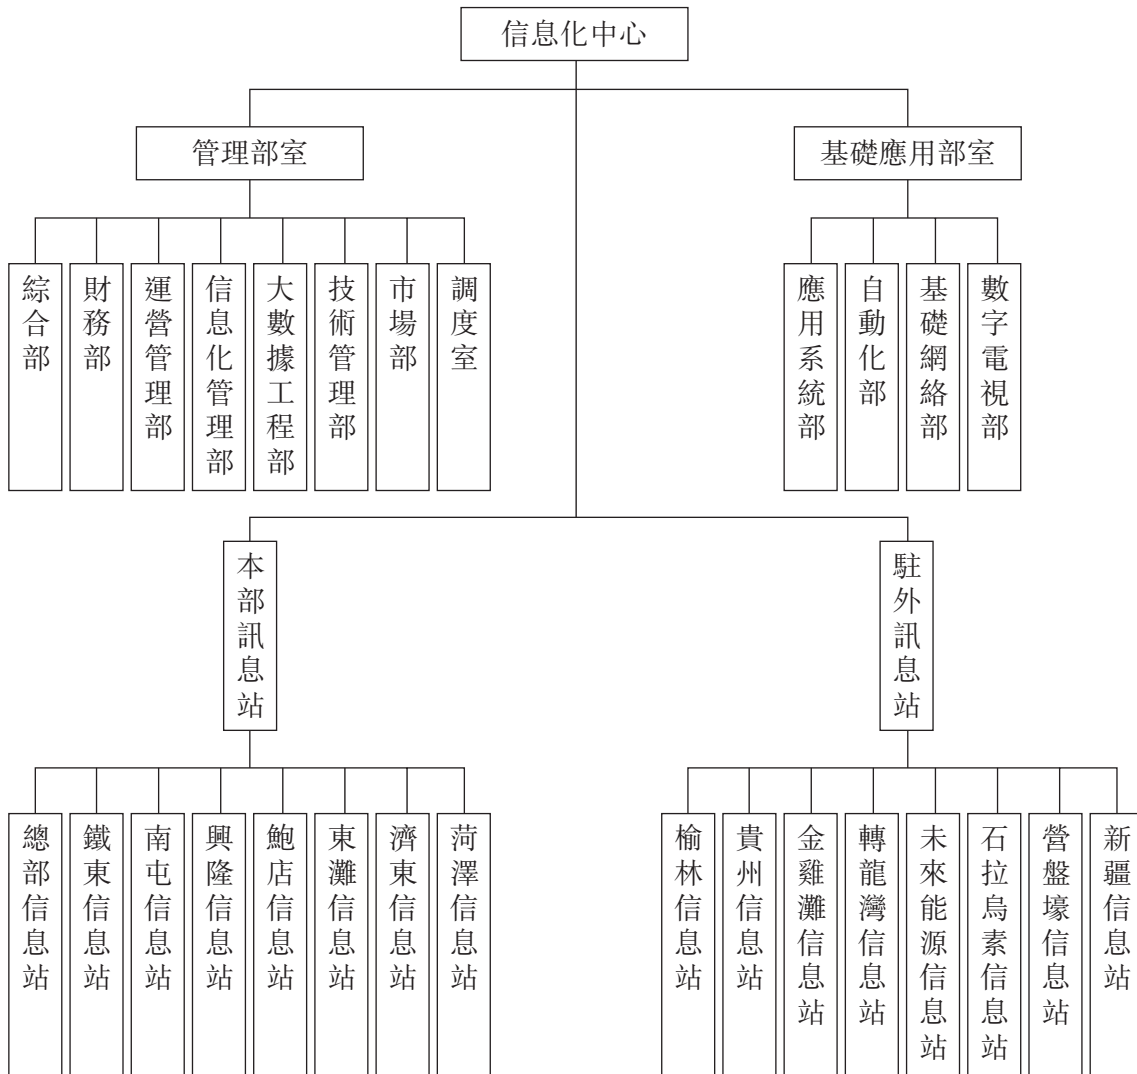 信息化中心
管理部室
基礎應用部室
綜合部
財務部
運營管理部
信息化管理部
大數據工程部
技術管理部
市場部
調度室
應用系統部
自動化部
基礎網絡部
數字電視部
本部訊息站
駐外訊息站
總部信息站
鐵東信息站
南屯信息站
興隆信息站
鮑店信息站
東灘信息站
濟東信息站
菏澤信息站
榆林信息站
貴州信息站
金雞灘信息站
轉龍灣信息站
未來能源信息站
石拉烏素信息站
營盤壕信息站
新疆信息站